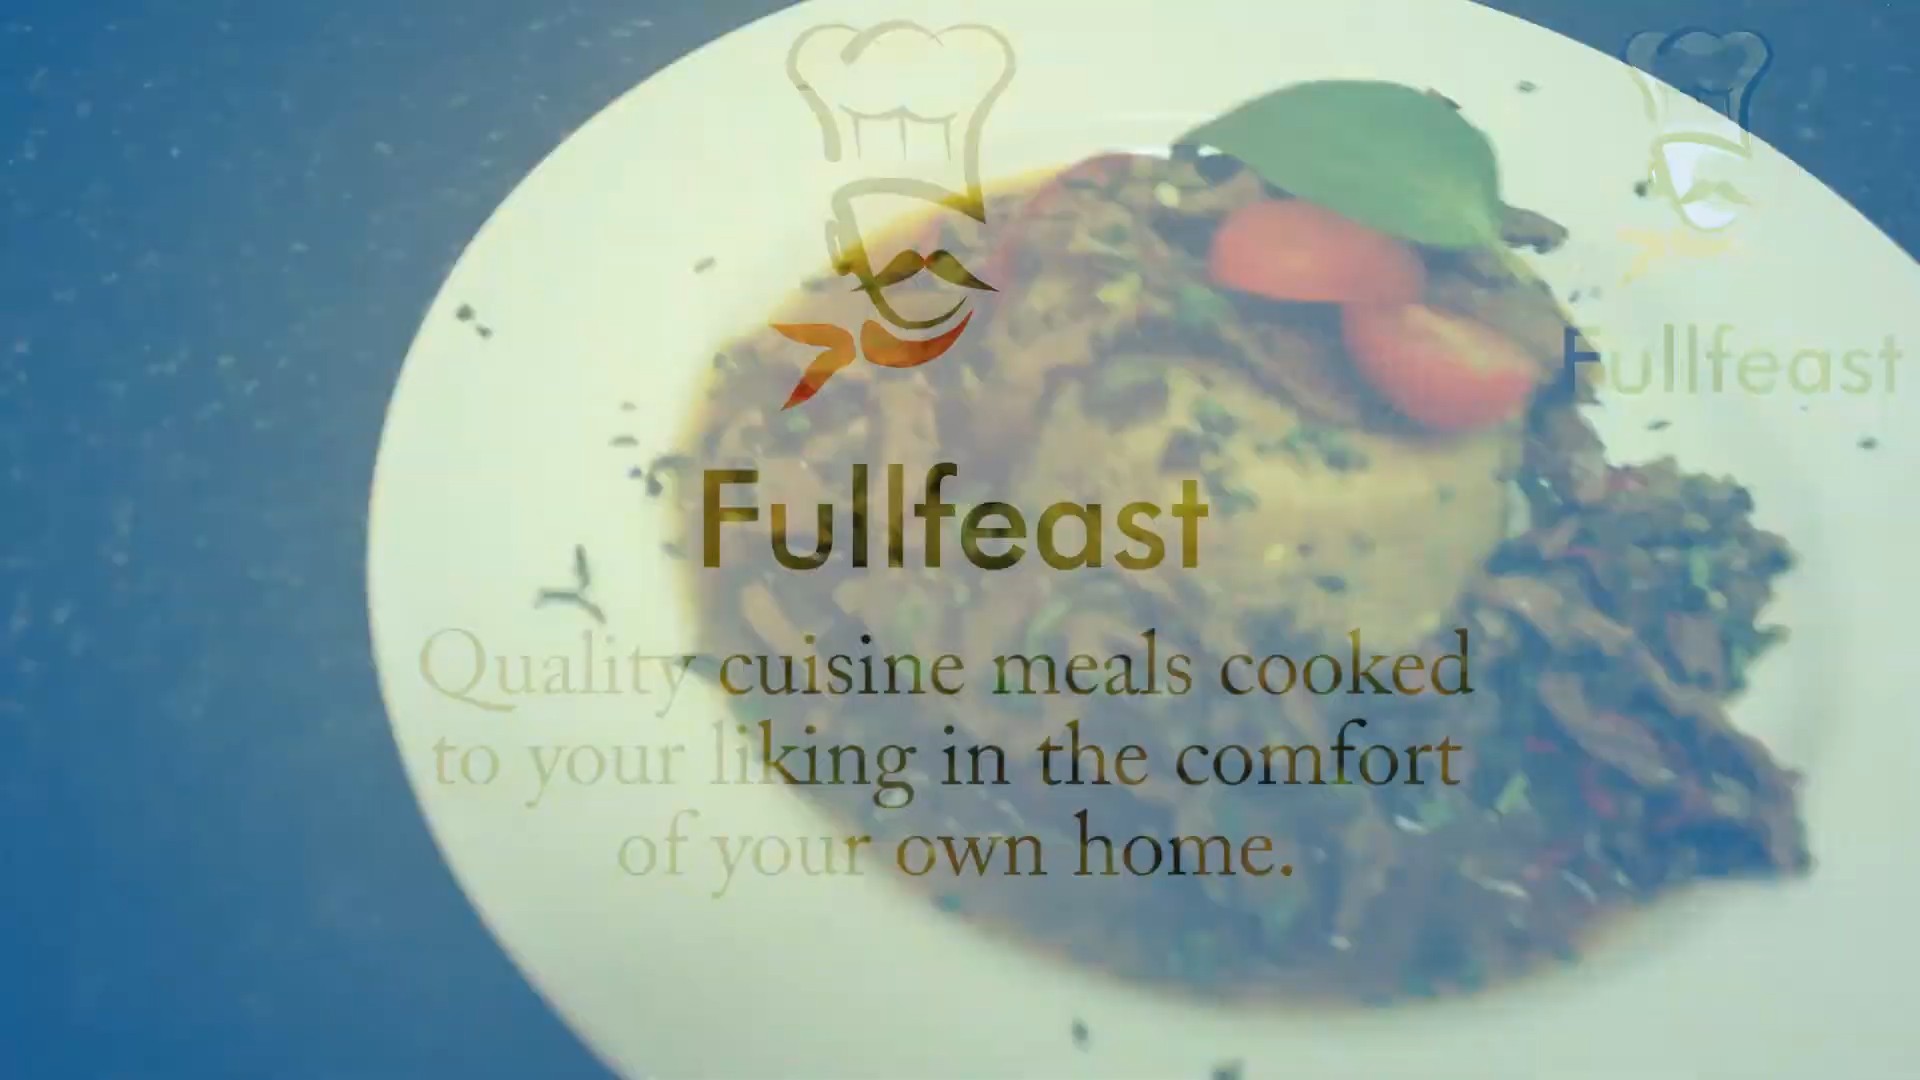 Fullfeast
Fullfeast
Quality cuisine meals cooked
to your liking in the comfort
of your own home.